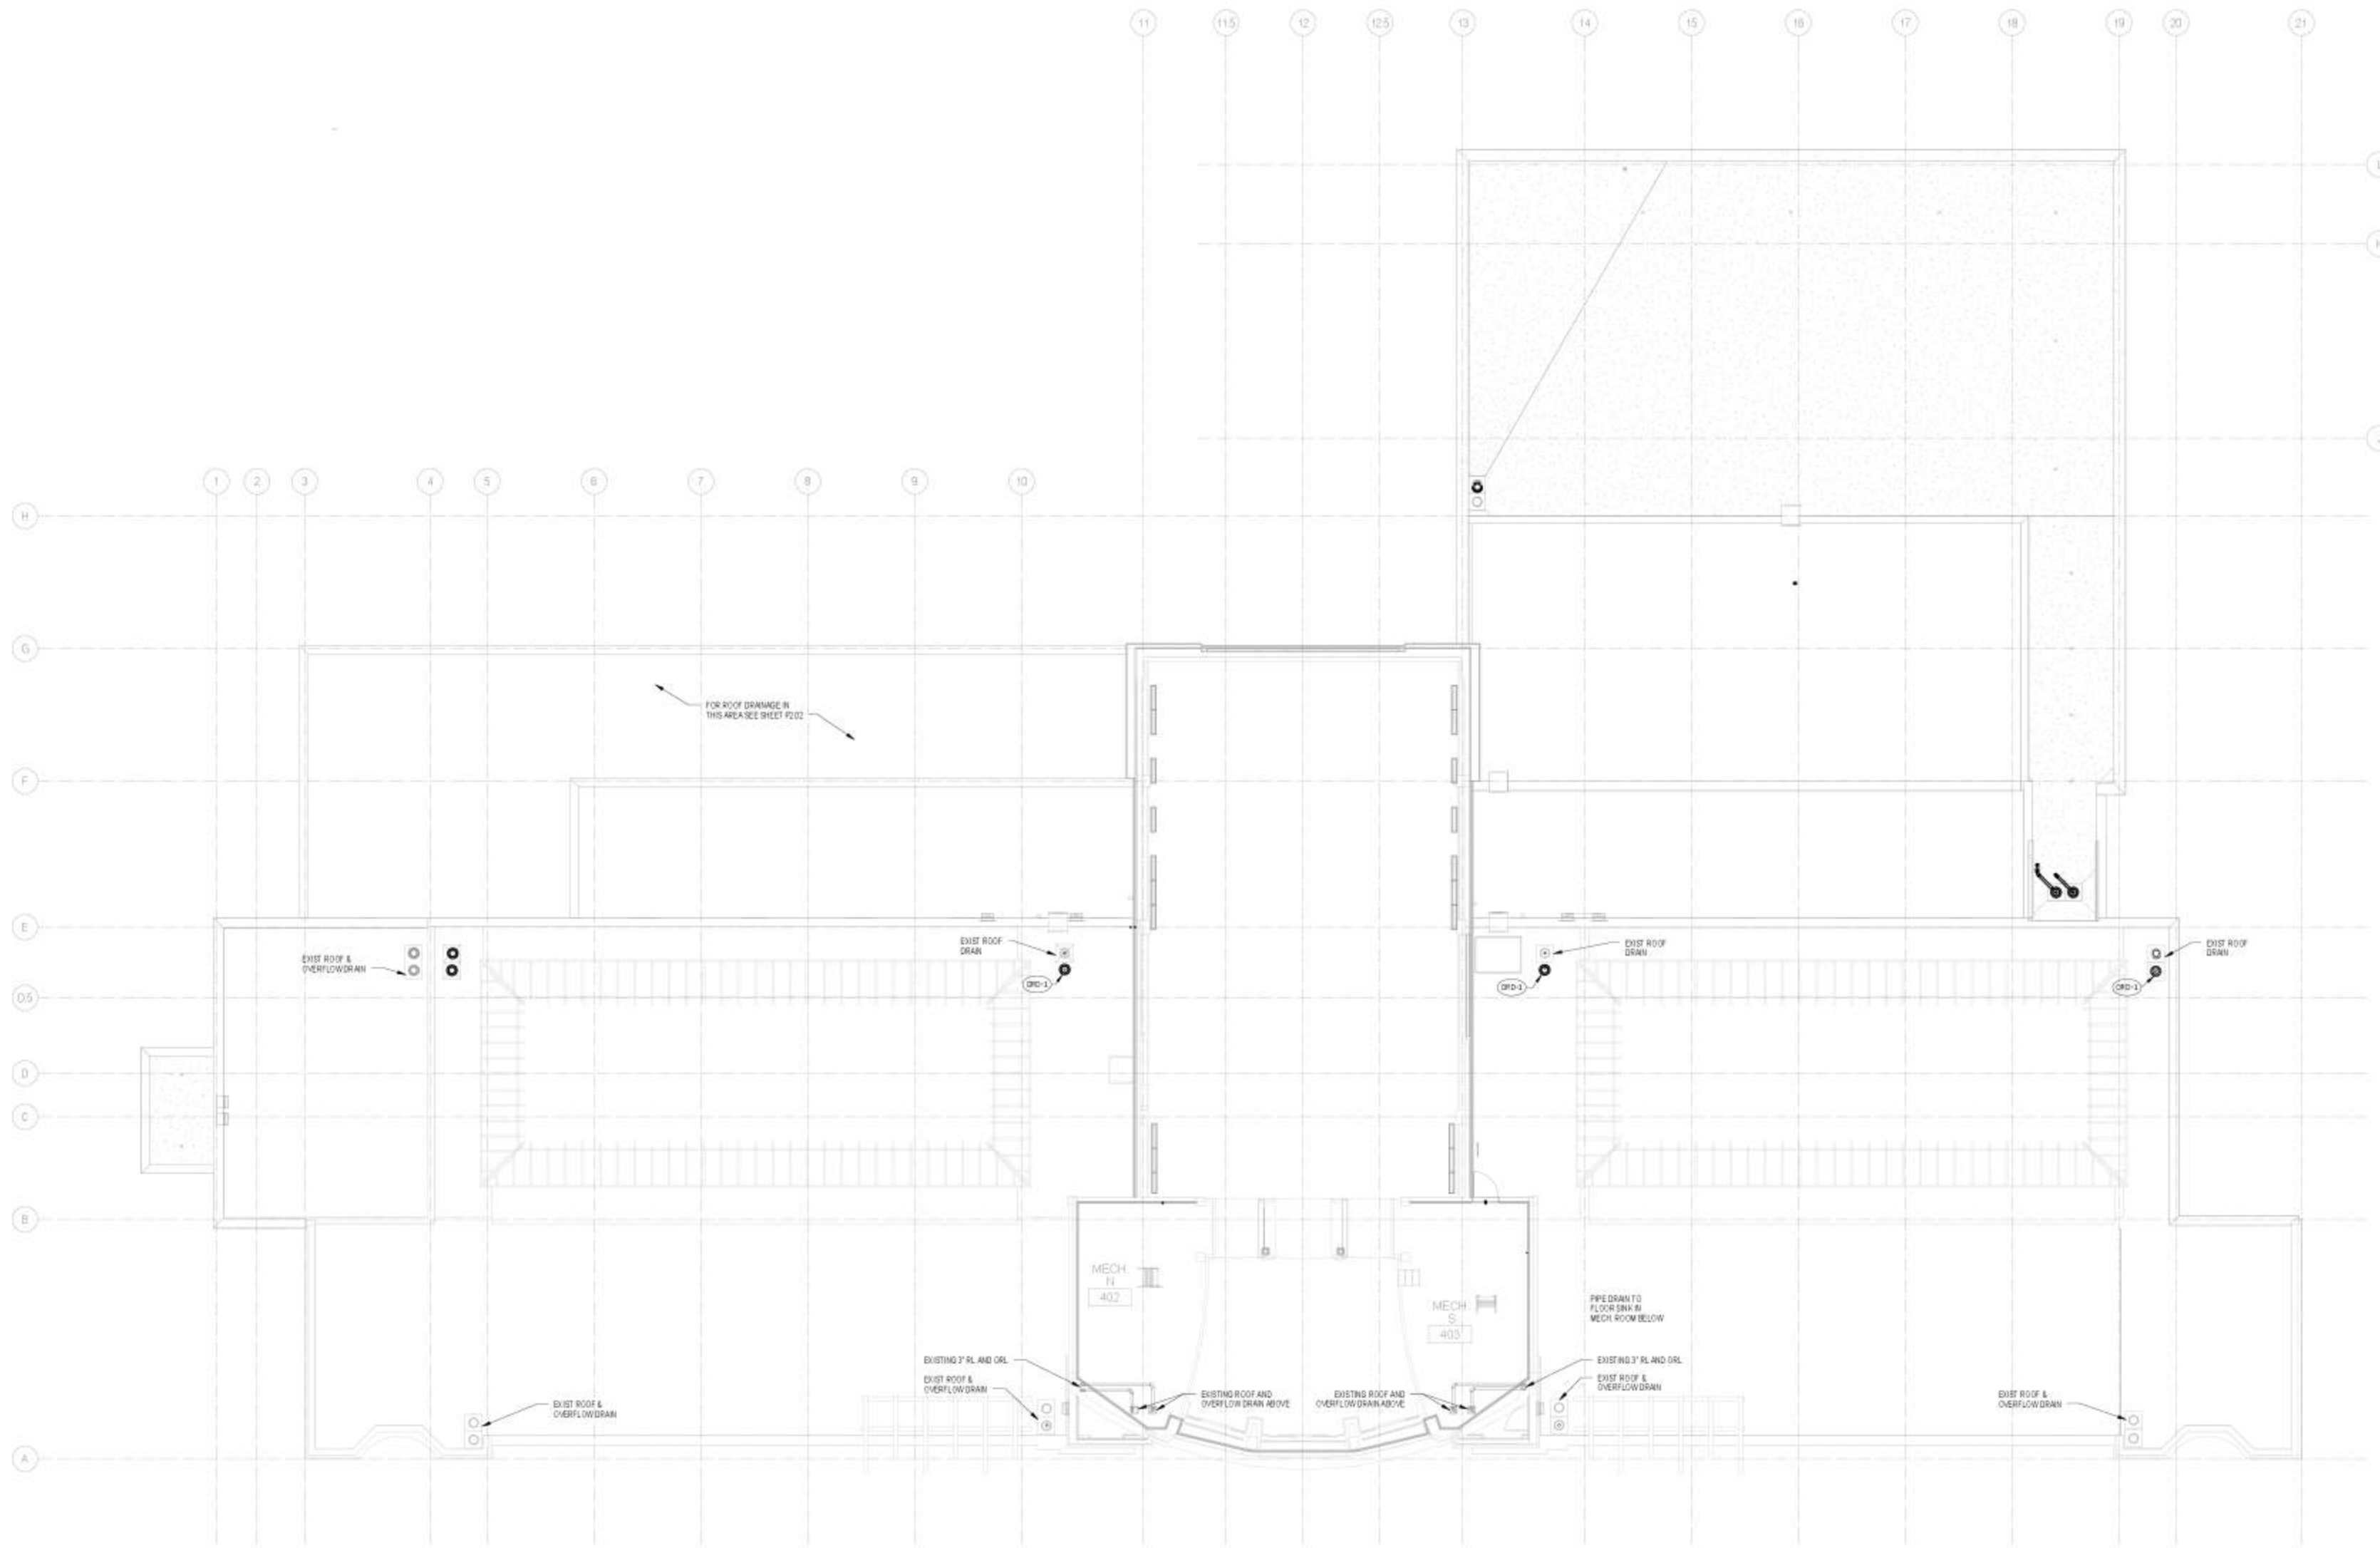 11
11.5
12
12.5
13
14
15
16
17
18
19
20
21
L
1
2
3
4
5
6
7
8
9
10
H
G
FOR ROOF DRAINAGE IN
THIS AREA SEE SHEET P202
F
E
EXIST ROOF &
OVERFLOW DRAIN
EXIST ROOF
DRAIN
ORD-1
EXIST ROOF
DRAIN
ORD-1
EXIST ROOF
DRAIN
ORD-1
D.5
D
C
B
MECH.
N
402
MECH.
S
403
PIPE DRAIN TO
FLOOR SINK IN
MECH. ROOM BELOW
EXISTING 3" RL AND ORL
EXISTING 3" RL AND ORL
EXIST ROOF &
OVERFLOW DRAIN
EXIST ROOF &
OVERFLOW DRAIN
EXISTING ROOF AND
OVERFLOW DRAIN ABOVE
EXISTING ROOF AND
OVERFLOW DRAIN ABOVE
EXIST ROOF &
OVERFLOW DRAIN
EXIST ROOF &
OVERFLOW DRAIN
A